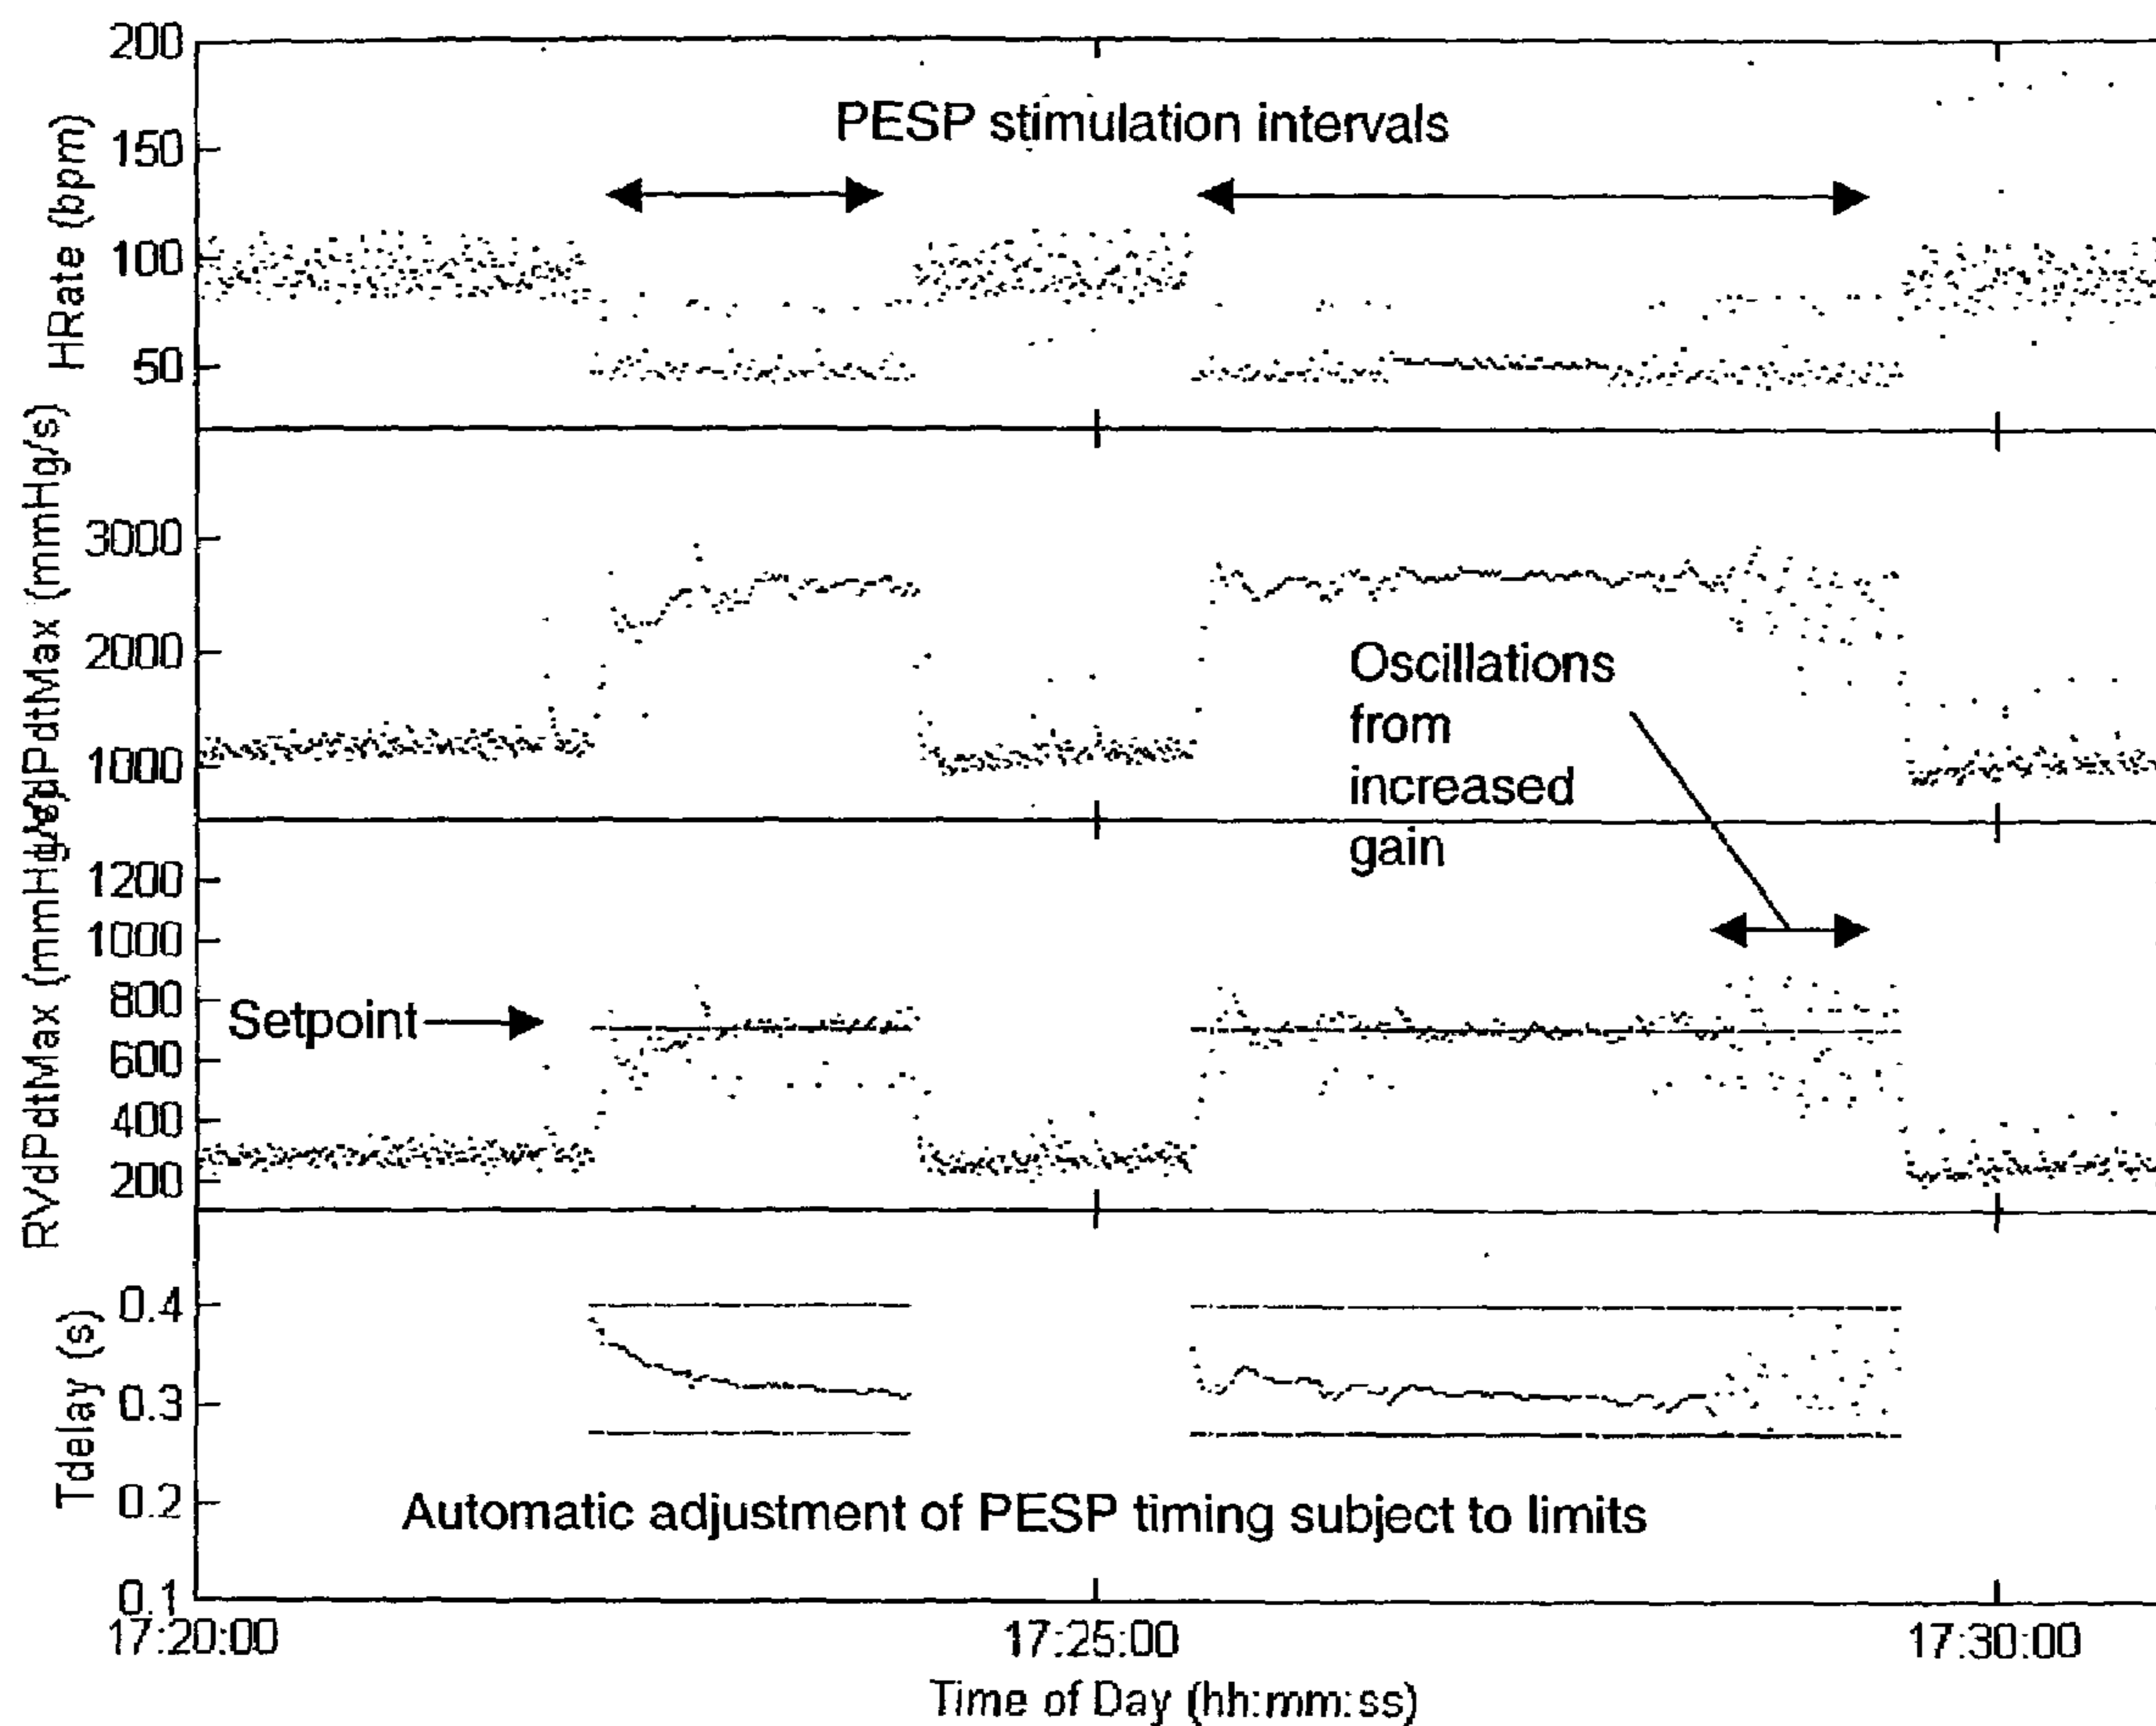 200
PESP stimulation intervals
150
100
50
HRate (bpm)
3000
2000
1000
dPdtMax (mmHg/s)
Oscillations
from
increased
gain
1200
1000
800
600
400
200
RVdPdtMax (mmHg/s)
Setpoint
0.4
0.3
0.2
0.1
Tdelay (s)
Automatic adjustment of PESP timing subject to limits
17:20:00
17:25:00
17:30:00
Time of Day (hh:mm:ss)